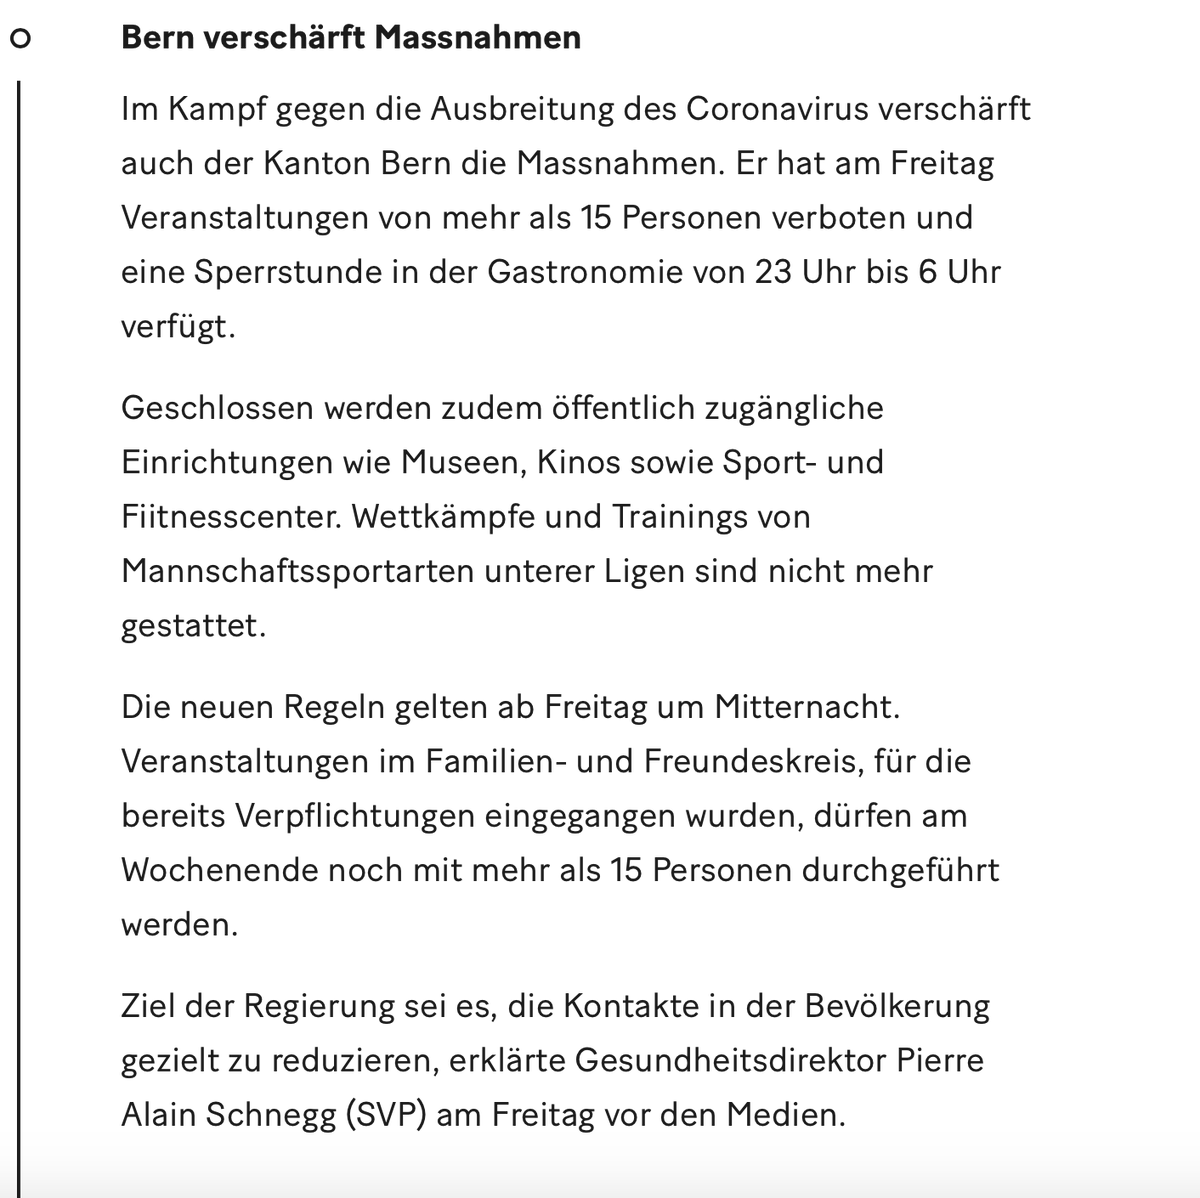 Bern verschärft Massnahmen
Im Kampf gegen die Ausbreitung des Coronavirus verschärft
auch der Kanton Bern die Massnahmen. Er hat am Freitag
Veranstaltungen von mehr als 15 Personen verboten und
eine Sperrstunde in der Gastronomie von 23 Uhr bis 6 Uhr
verfügt.
Geschlossen werden zudem öffentlich zugängliche
Einrichtungen wie Museen, Kinos sowie Sport- und
Fiitnesscenter. Wettkämpfe und Trainings von
Mannschaftssportarten unterer Ligen sind nicht mehr
gestattet.
Die neuen Regeln gelten ab Freitag um Mitternacht.
Veranstaltungen im Familien- und Freundeskreis, für die
bereits Verpflichtungen eingegangen wurden, dürfen am
Wochenende noch mit mehr als 15 Personen durchgeführt
werden.
Ziel der Regierung sei es, die Kontakte in der Bevölkerung
gezielt zu reduzieren, erklärte Gesundheitsdirektor Pierre
Alain Schnegg (SVP) am Freitag vor den Medien.